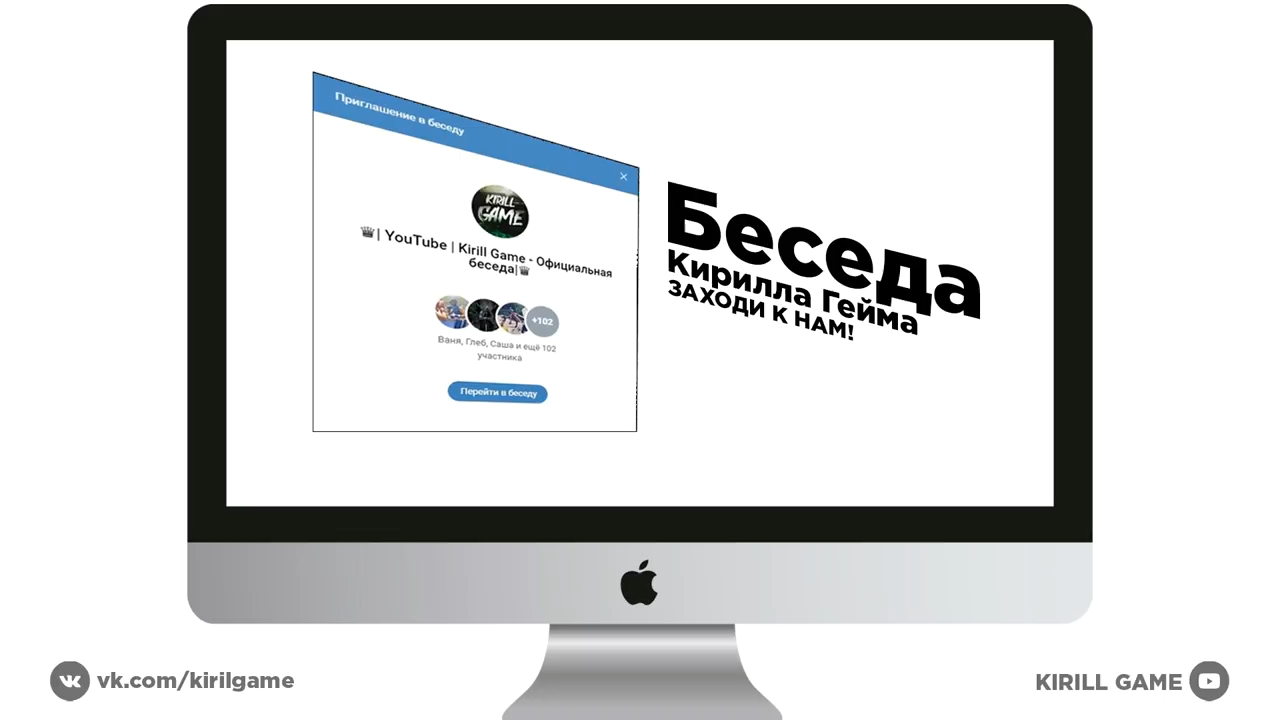 Приглашение в беседу
KIRILL
GAME
♛| YouTube | Kirill Game - Официальная
беседа|♛
+102
Ваня, Глеб, Саша и ещё 102
участника
Перейти в беседу
Беседа
Кирилла Гейма
ЗАХОДИ К НАМ!
vk.com/kirilgame
KIRILL GAME